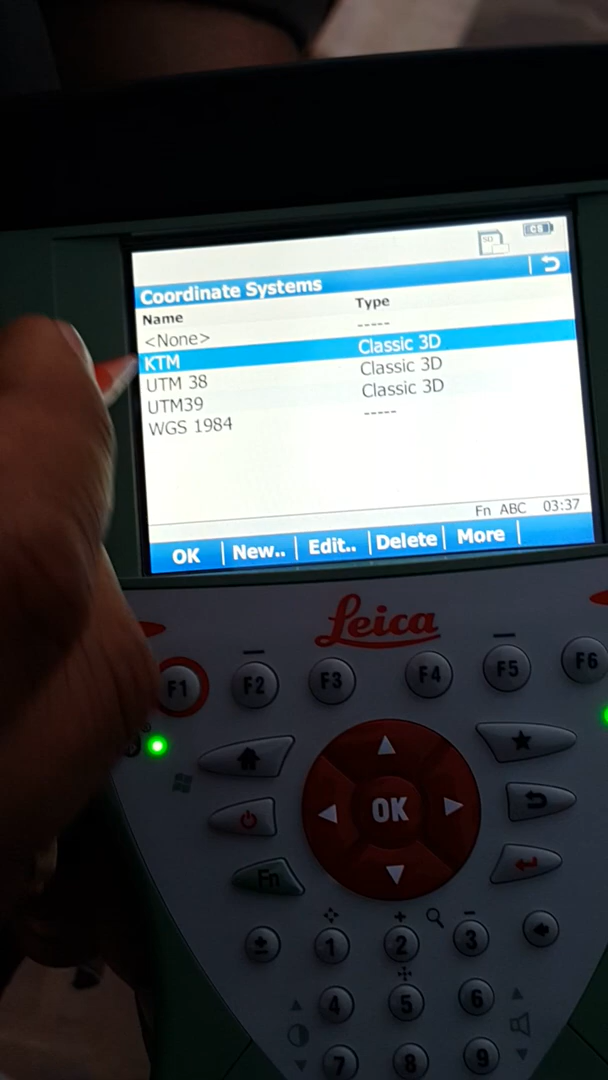 SD
CS
Coordinate Systems
Name Type
<None> -----
KTM Classic 3D
UTM 38 Classic 3D
UTM39 Classic 3D
WGS 1984 -----
Fn ABC 03:37
OK New.. Edit.. Delete More
Leica
F1 F2 F3 F4 F5 F6
OK
Fn
± 1 2 3
4 5 6
7 8 9